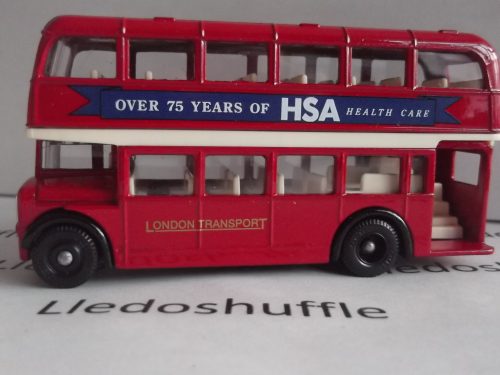 OVER 75 YEARS OF HSA HEALTH CARE
LONDON TRANSPORT
Lledoshuffle